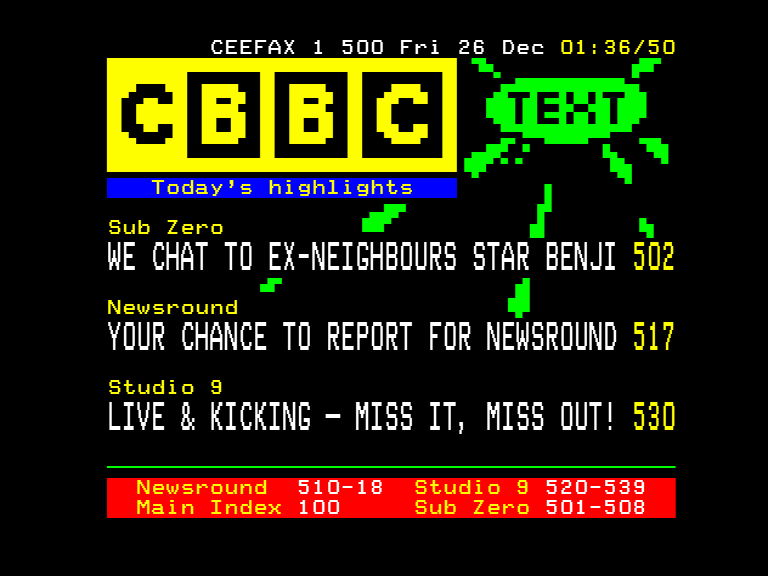 CEEFAX 1 500 Fri 26 Dec 01:36/50
CBBC TEXT
Today's highlights
Sub Zero
WE CHAT TO EX-NEIGHBOURS STAR BENJI 502
Newsround
YOUR CHANCE TO REPORT FOR NEWSROUND 517
Studio 9
LIVE & KICKING – MISS IT, MISS OUT! 530
Newsround 510-18 Studio 9 520-539
Main Index 100 Sub Zero 501-508